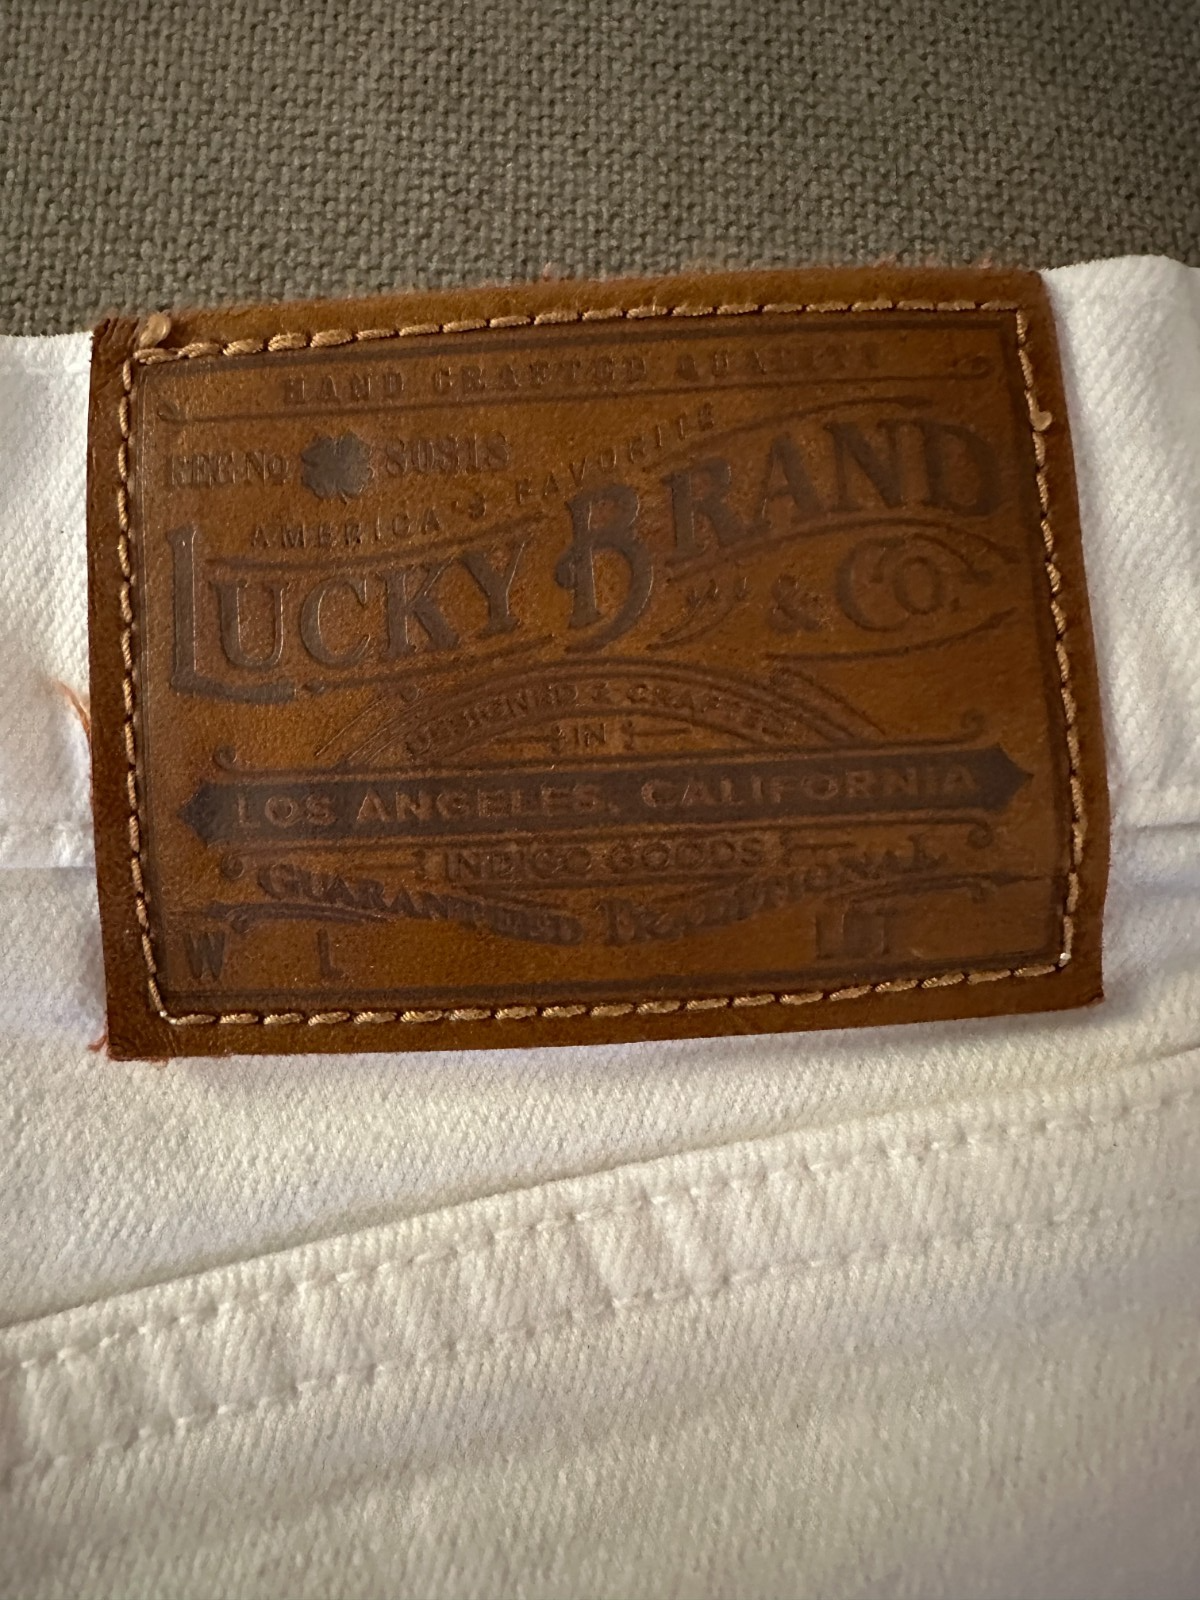 HAND CRAFTED QUALITY
REG No 80818
AMERICA'S FAVORITE
LUCKY BRAND
& CO.
DESIGNED & CRAFTED
IN
LOS ANGELES, CALIFORNIA
INDIGO GOODS
GUARANTEED TRADITIONAL
W L